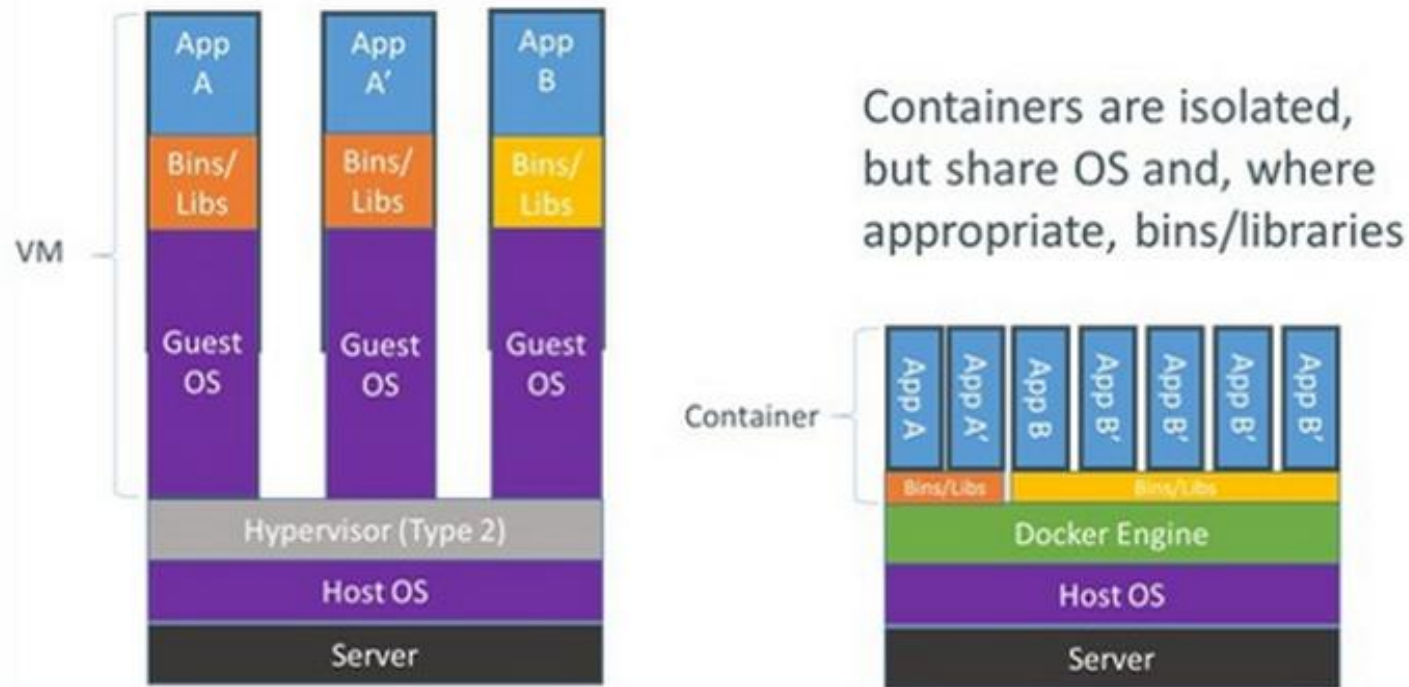 App
A
App
A'
App
B
Bins/
Libs
Bins/
Libs
Bins/
Libs
VM
Guest
OS
Guest
OS
Guest
OS
Hypervisor (Type 2)
Host OS
Server
Containers are isolated,
but share OS and, where
appropriate, bins/libraries
Container
App A
App A'
App B
App B'
App B'
App B'
App B'
Bins/Libs
Bins/Libs
Docker Engine
Host OS
Server